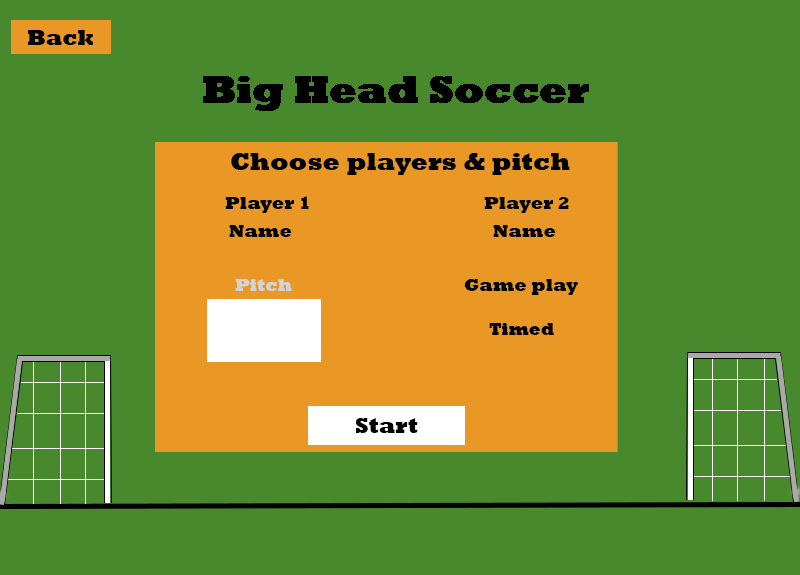 Back
Big Head Soccer
Choose players & pitch
Player 1
Player 2
Name
Name
Pitch
Game play
Timed
Start